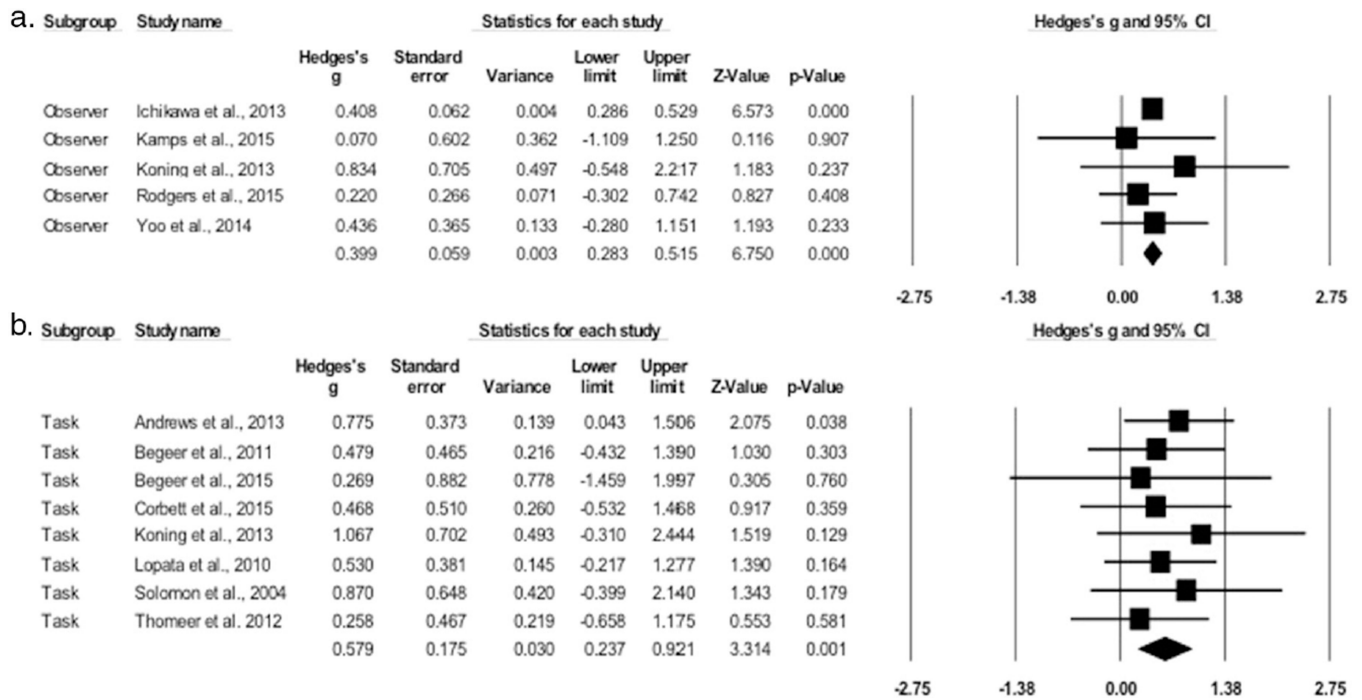 a. Subgroup Study name Statistics for each study Hedges's g and 95% CI
Hedges's Standard Lower Upper
g error Variance limit limit Z-Value p-Value
Observer Ichikawa et al., 2013 0.408 0.062 0.004 0.286 0.529 6.573 0.000
Observer Kamps et al., 2015 0.070 0.602 0.362 -1.109 1.250 0.116 0.907
Observer Koning et al., 2013 0.834 0.705 0.497 -0.548 2.217 1.183 0.237
Observer Rodgers et al., 2015 0.220 0.266 0.071 -0.302 0.742 0.827 0.408
Observer Yoo et al., 2014 0.436 0.365 0.133 -0.280 1.151 1.193 0.233
0.399 0.059 0.003 0.283 0.515 6.750 0.000
-2.75 -1.38 0.00 1.38 2.75
b. Subgroup Study name Statistics for each study Hedges's g and 95% CI
Hedges's Standard Lower Upper
g error Variance limit limit Z-Value p-Value
Task Andrews et al., 2013 0.775 0.373 0.139 0.043 1.506 2.075 0.038
Task Begeer et al., 2011 0.479 0.465 0.216 -0.432 1.390 1.030 0.303
Task Begeer et al., 2015 0.269 0.882 0.778 -1.459 1.997 0.305 0.760
Task Corbett et al., 2015 0.468 0.510 0.260 -0.532 1.468 0.917 0.359
Task Koning et al., 2013 1.067 0.702 0.493 -0.310 2.444 1.519 0.129
Task Lopata et al., 2010 0.530 0.381 0.145 -0.217 1.277 1.390 0.164
Task Solomon et al., 2004 0.870 0.648 0.420 -0.399 2.140 1.343 0.179
Task Thomeer et al. 2012 0.258 0.467 0.219 -0.658 1.175 0.553 0.581
0.579 0.175 0.030 0.237 0.921 3.314 0.001
-2.75 -1.38 0.00 1.38 2.75